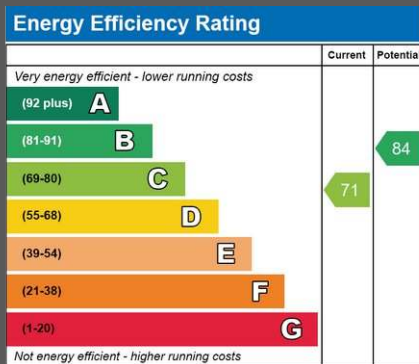 Energy Efficiency Rating
Current Potential
Very energy efficient - lower running costs
(92 plus) A
(81-91) B
84
(69-80) C
71
(55-68) D
(39-54) E
(21-38) F
(1-20) G
Not energy efficient - higher running costs